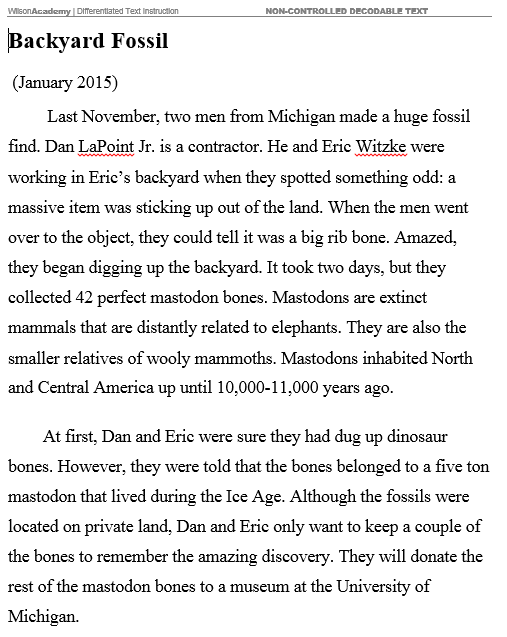 WilsonAcademy | Differentiated Text Instruction NON-CONTROLLED DECODABLE TEXT
Backyard Fossil
(January 2015)
Last November, two men from Michigan made a huge fossil
find. Dan LaPoint Jr. is a contractor. He and Eric Witzke were
working in Eric’s backyard when they spotted something odd: a
massive item was sticking up out of the land. When the men went
over to the object, they could tell it was a big rib bone. Amazed,
they began digging up the backyard. It took two days, but they
collected 42 perfect mastodon bones. Mastodons are extinct
mammals that are distantly related to elephants. They are also the
smaller relatives of wooly mammoths. Mastodons inhabited North
and Central America up until 10,000-11,000 years ago.
At first, Dan and Eric were sure they had dug up dinosaur
bones. However, they were told that the bones belonged to a five ton
mastodon that lived during the Ice Age. Although the fossils were
located on private land, Dan and Eric only want to keep a couple of
the bones to remember the amazing discovery. They will donate the
rest of the mastodon bones to a museum at the University of
Michigan.